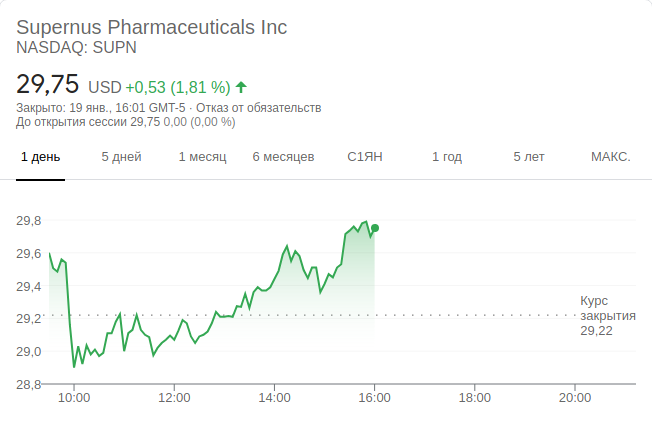 Supernus Pharmaceuticals Inc
NASDAQ: SUPN
29,75 USD +0,53 (1,81 %)
Закрыто: 19 янв., 16:01 GMT-5 · Отказ от обязательств
До открытия сессии 29,75 0,00 (0,00 %)
1 день 5 дней 1 месяц 6 месяцев С1ЯН 1 год 5 лет МАКС.
29,8
29,6
29,4
29,2
29,0
28,8
Курс
закрытия
29,22
10:00 12:00 14:00 16:00 18:00 20:00